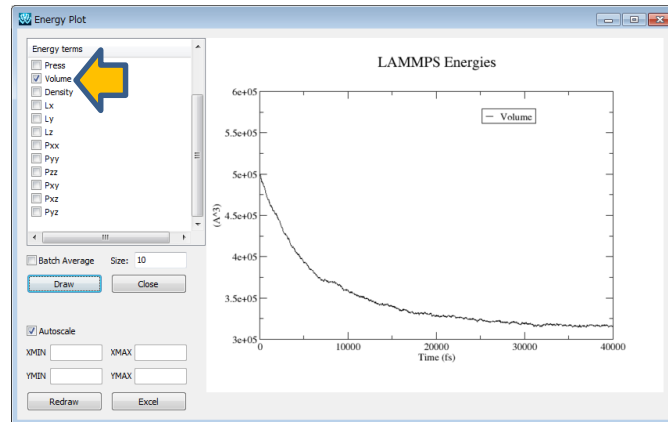 Energy Plot
Energy terms
Press
Volume
Density
Lx
Ly
Lz
Pxx
Pyy
Pzz
Pxy
Pxz
Pyz
Batch Average Size: 10
Draw Close
Autoscale
XMIN XMAX
YMIN YMAX
Redraw Excel
LAMMPS Energies
Volume
6e+05
5.5e+05
5e+05
4.5e+05
4e+05
3.5e+05
3e+05
(A^3)
0 10000 20000 30000 40000
Time (fs)